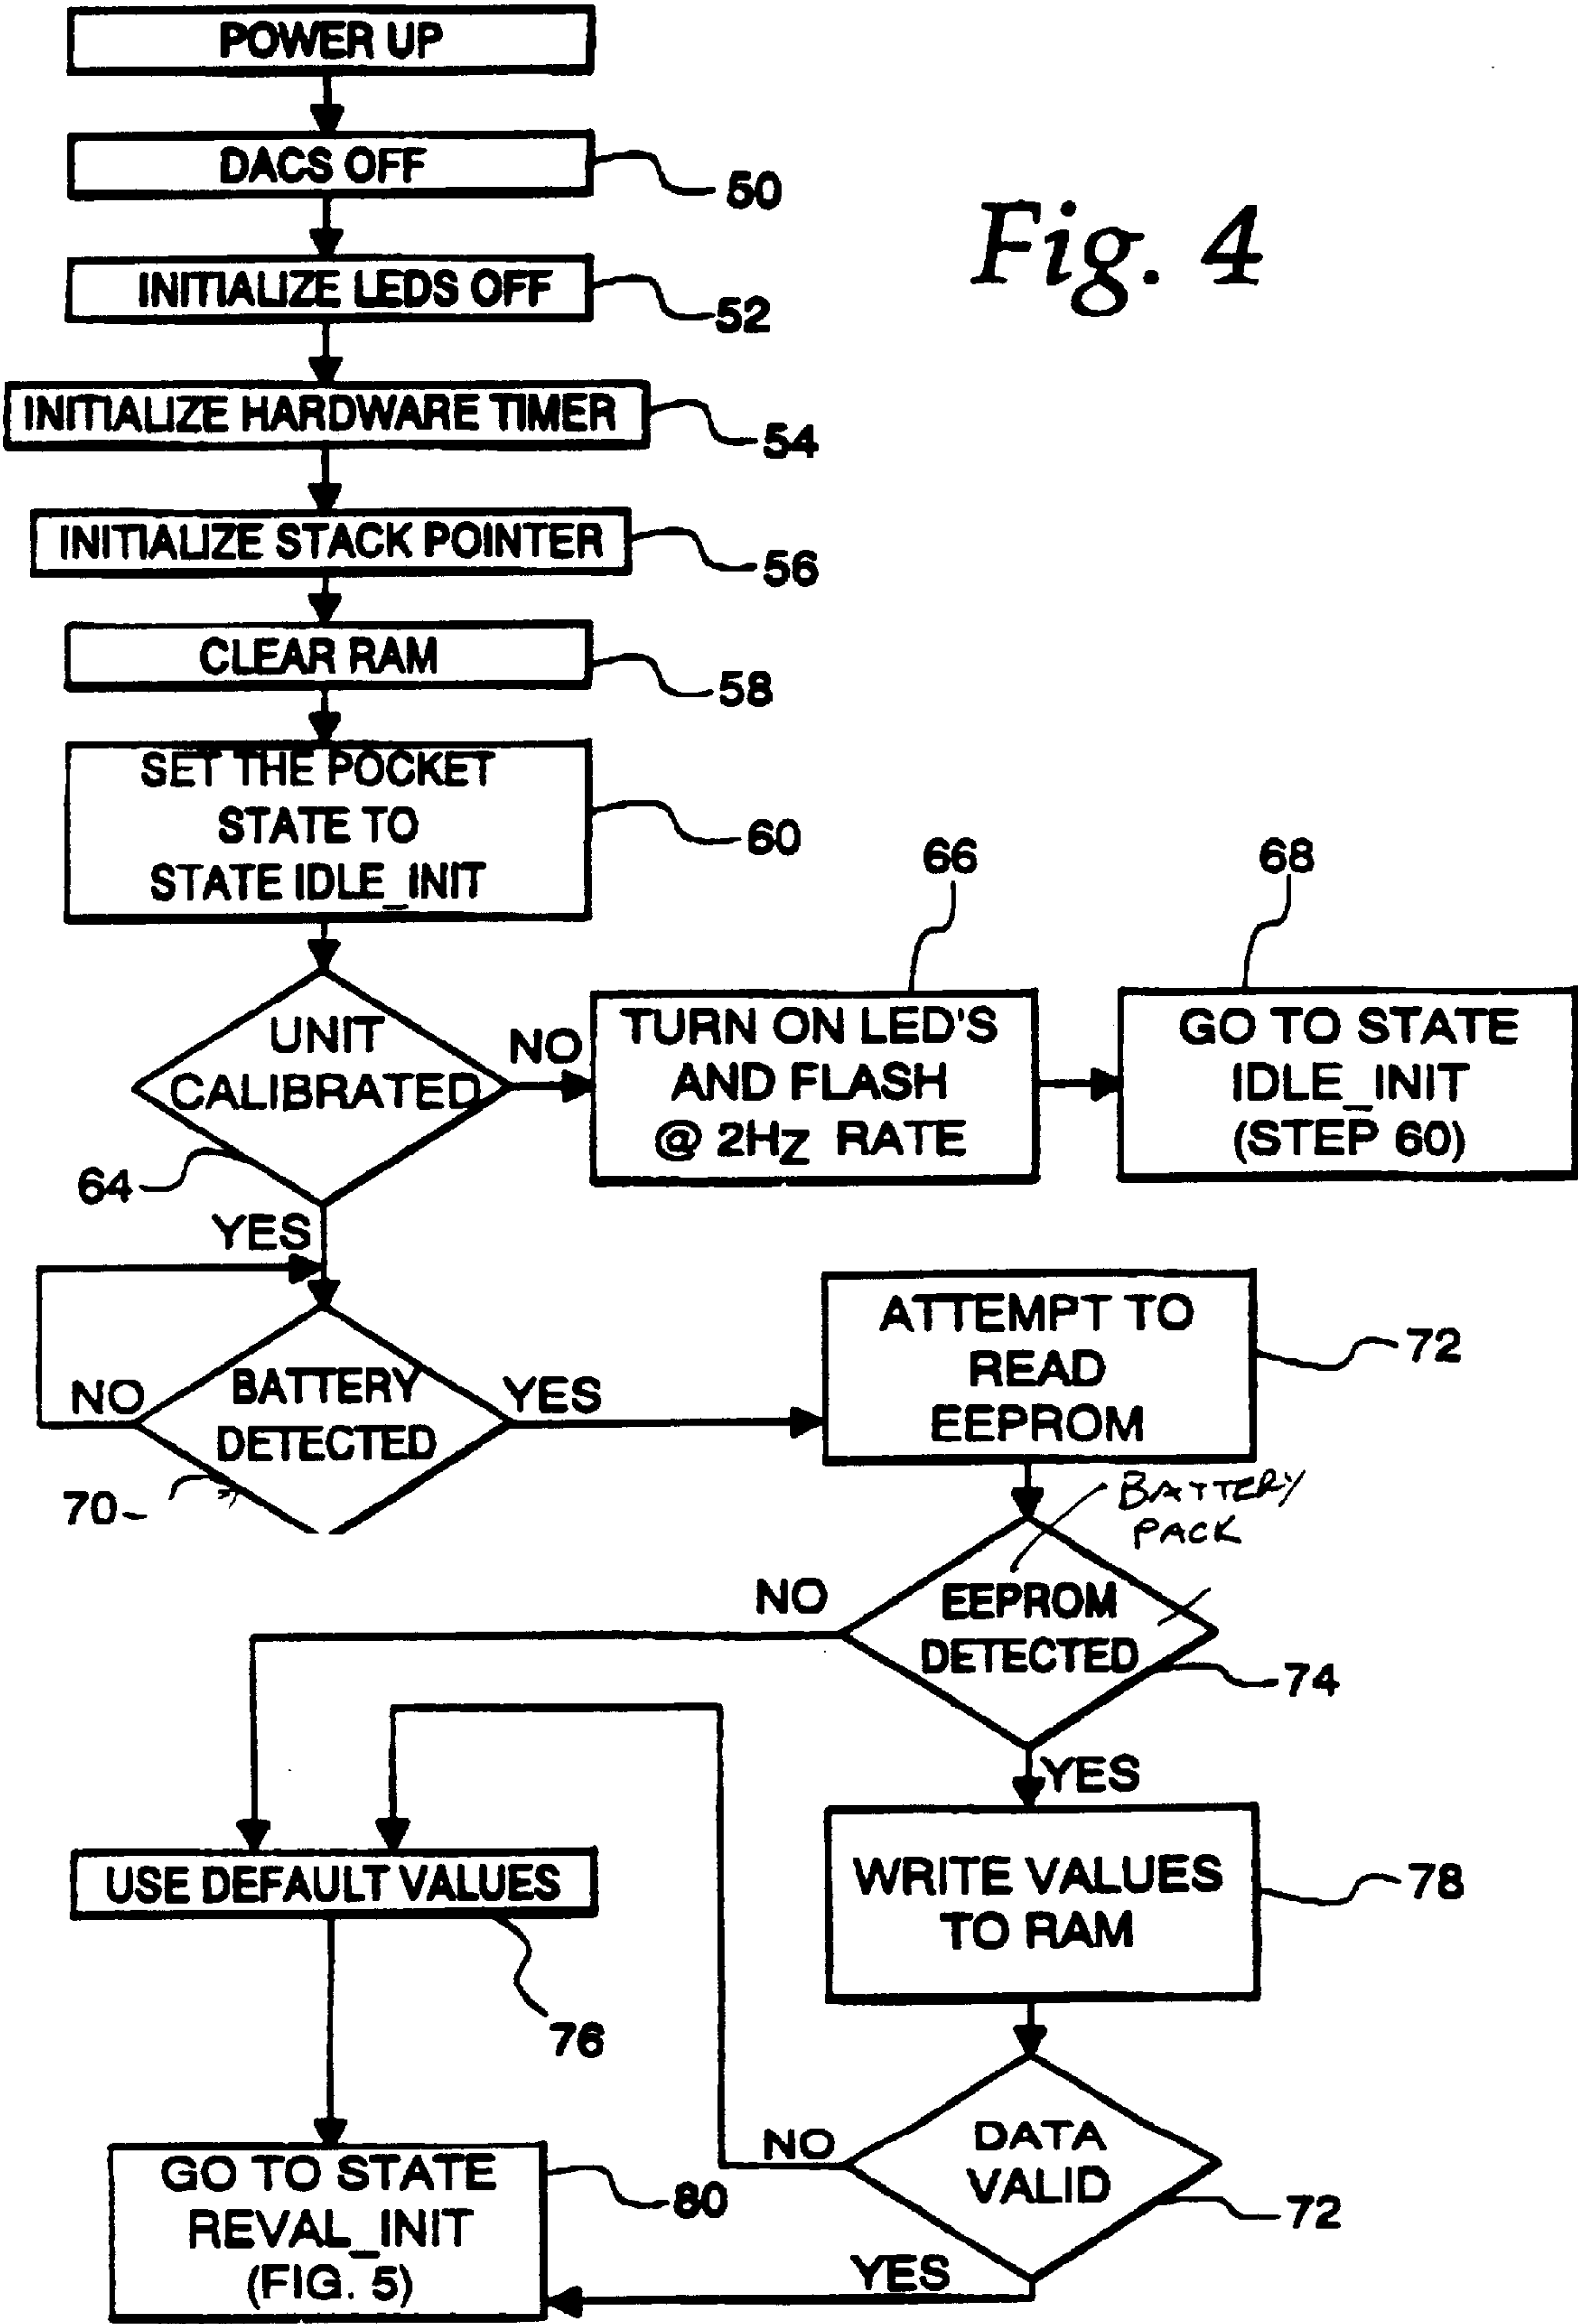 POWER UP
DACS OFF
50
Fig. 4
INITIALIZE LEDS OFF
52
INITIALIZE HARDWARE TIMER
54
INITIALIZE STACK POINTER
56
CLEAR RAM
58
SET THE POCKET
STATE TO
STATE IDLE_INIT
60
66
68
UNIT
CALIBRATED
64
NO
TURN ON LED'S
AND FLASH
@ 2HZ RATE
GO TO STATE
IDLE_INIT
(STEP 60)
YES
BATTERY
DETECTED
70
NO
YES
ATTEMPT TO
READ
EEPROM
72
BATTERY
PACK
EEPROM
DETECTED
74
NO
YES
WRITE VALUES
TO RAM
78
USE DEFAULT VALUES
76
DATA
VALID
72
NO
YES
GO TO STATE
REVAL_INIT
(FIG. 5)
80